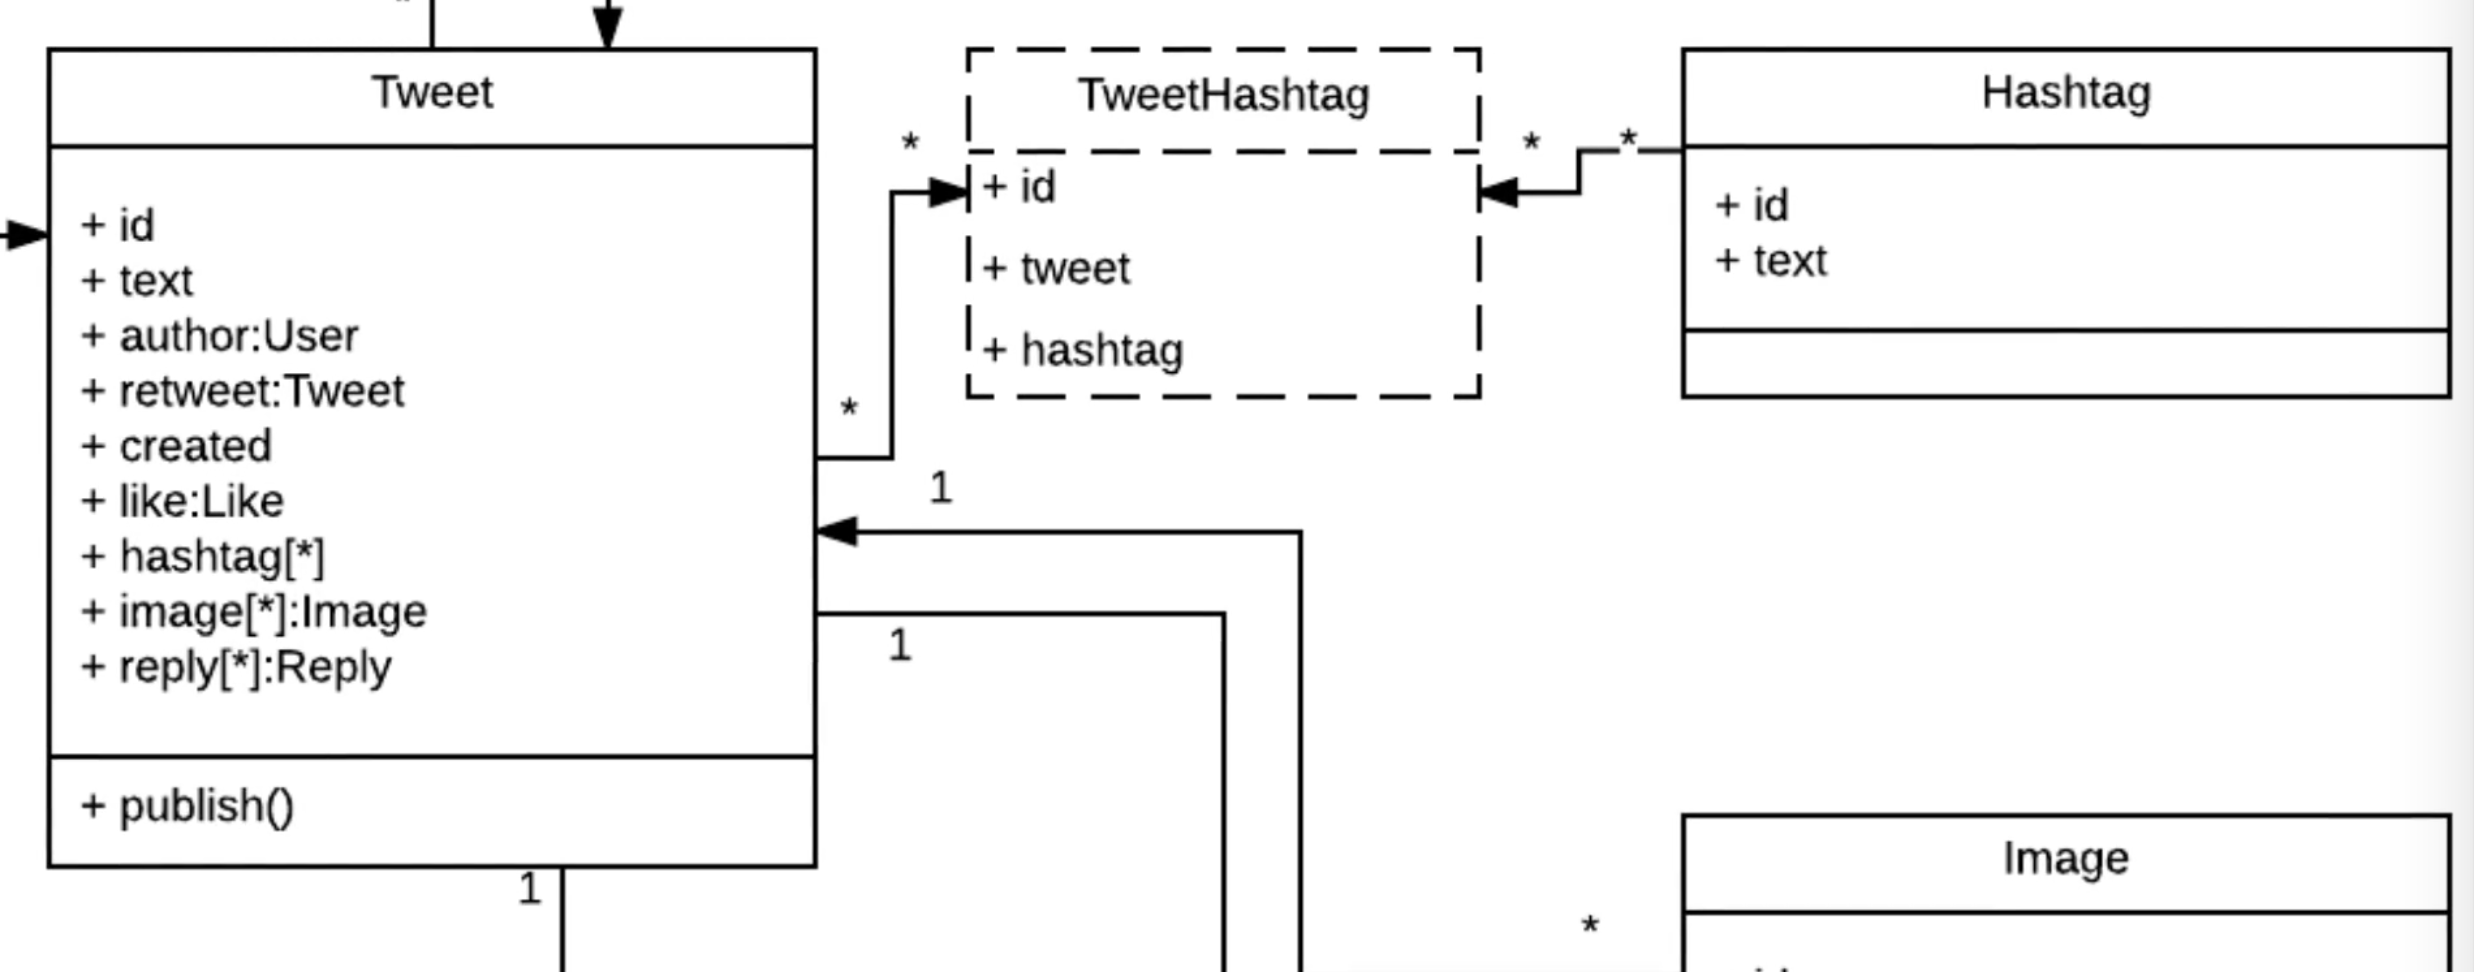 Tweet
+ id
+ text
+ author:User
+ retweet:Tweet
+ created
+ like:Like
+ hashtag[*]
+ image[*]:Image
+ reply[*]:Reply
+ publish()
1
*
*
TweetHashtag
+ id
+ tweet
+ hashtag
*
*
Hashtag
+ id
+ text
1
1
*
Image